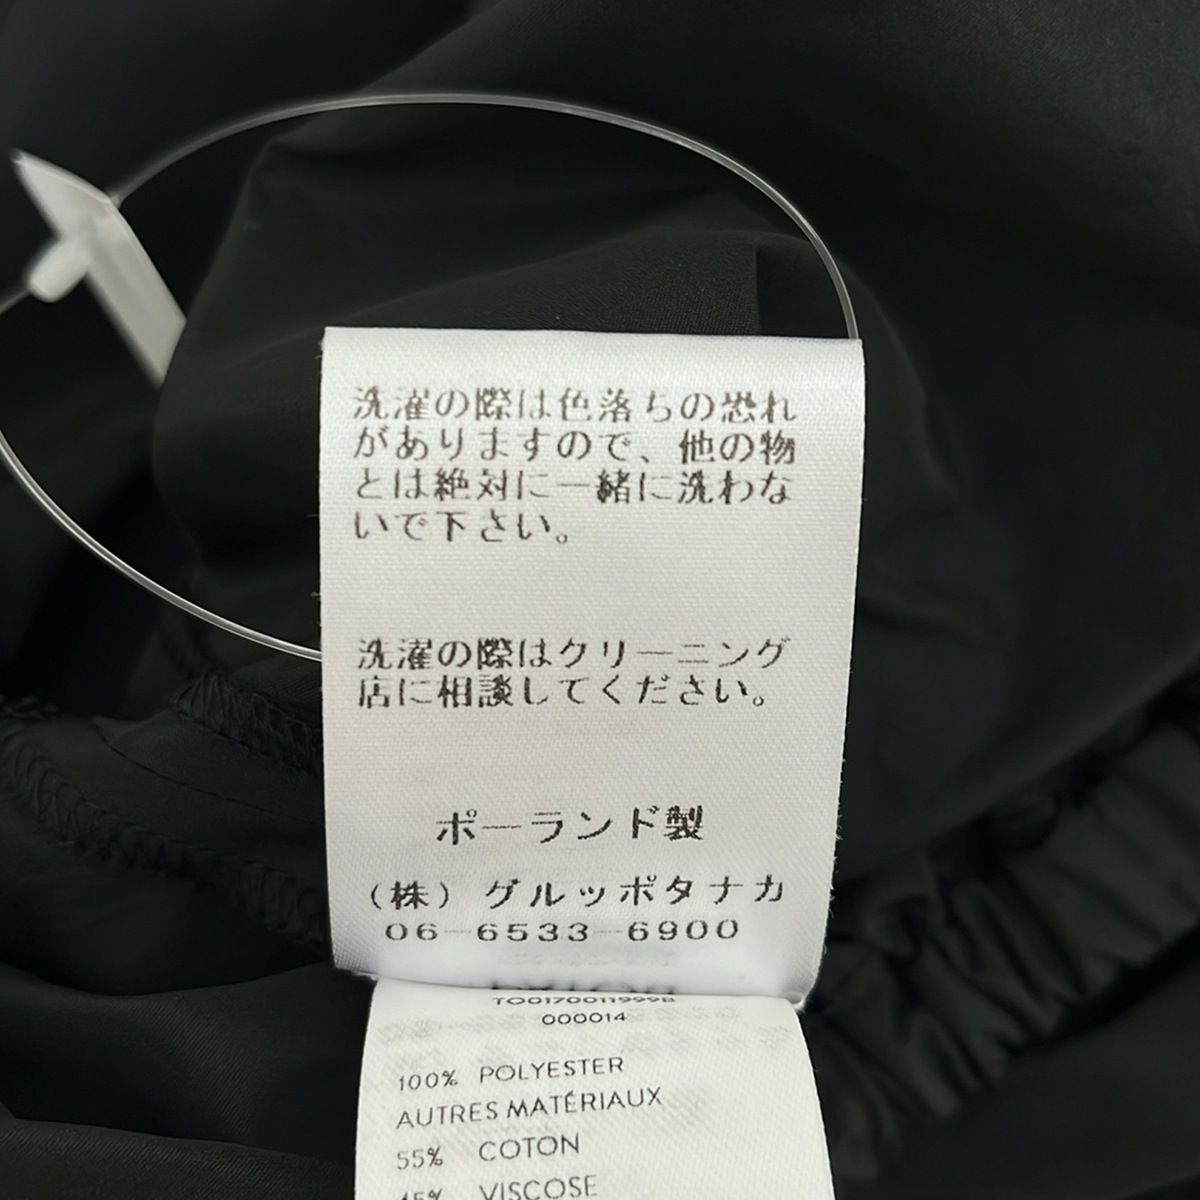 洗濯の際は色落ちの恐れ
がありますので、他の物
とは絶対に一緒に洗わな
いで下さい。
洗濯の際はクリーニング
店に相談してください。
ポーランド製
(株)グルッポタナカ
06-6533-6900
TO0170011999B
000014
100% POLYESTER
AUTRES MATÉRIAUX
55% COTON
45% VISCOSE